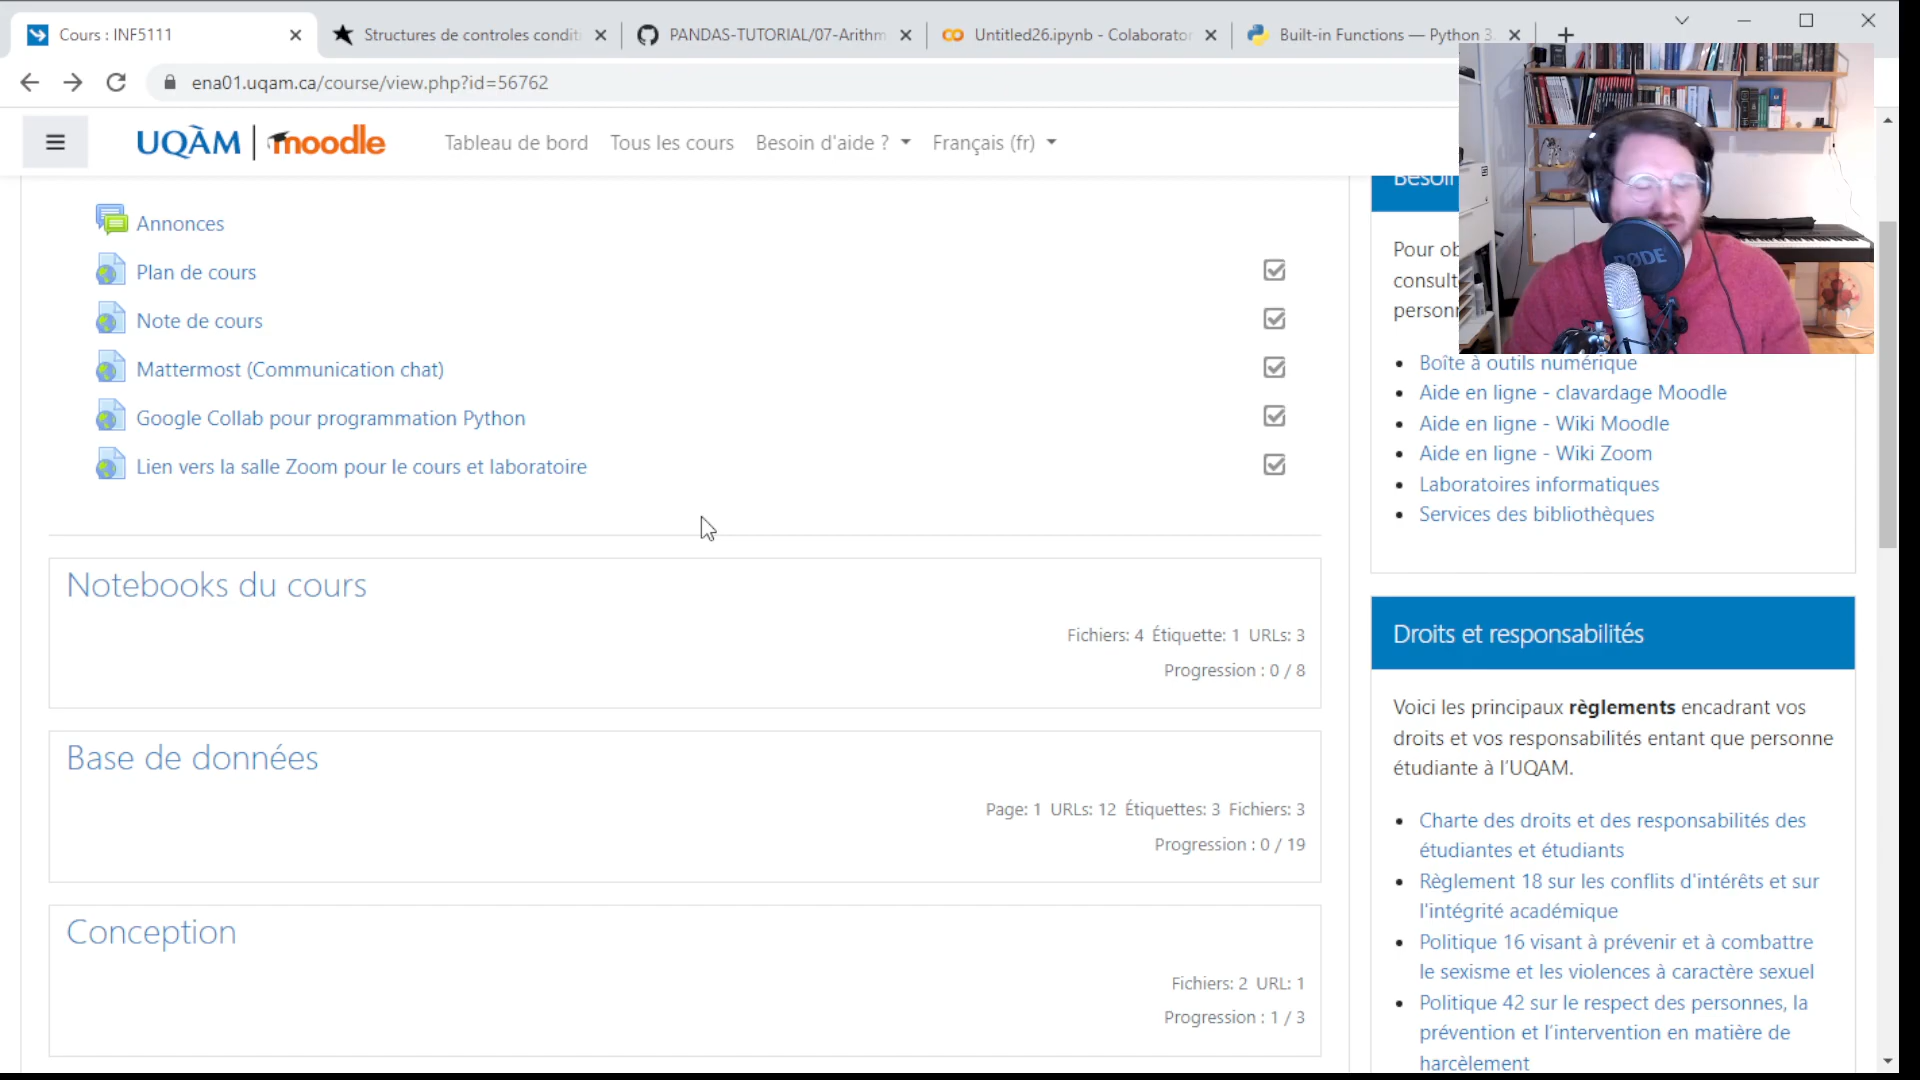 Cours : INF5111
Structures de controles condit
PANDAS-TUTORIAL/07-Arithm
Untitled26.ipynb - Colaborator
Built-in Functions — Python 3.
ena01.uqam.ca/course/view.php?id=56762
UQÀM | moodle
Tableau de bord
Tous les cours
Besoin d'aide ?
Français (fr)
Annonces
Plan de cours
Note de cours
Mattermost (Communication chat)
Google Collab pour programmation Python
Lien vers la salle Zoom pour le cours et laboratoire
Notebooks du cours
Fichiers: 4 Étiquette: 1 URLs: 3
Progression : 0 / 8
Base de données
Page: 1 URLs: 12 Étiquettes: 3 Fichiers: 3
Progression : 0 / 19
Conception
Fichiers: 2 URL: 1
Progression : 1 / 3
Besoin
Pour ob
consult
personn
RØDE
Boîte à outils numérique
Aide en ligne - clavardage Moodle
Aide en ligne - Wiki Moodle
Aide en ligne - Wiki Zoom
Laboratoires informatiques
Services des bibliothèques
Droits et responsabilités
Voici les principaux règlements encadrant vos
droits et vos responsabilités entant que personne
étudiante à l'UQAM.
Charte des droits et des responsabilités des
étudiantes et étudiants
Règlement 18 sur les conflits d'intérêts et sur
l'intégrité académique
Politique 16 visant à prévenir et à combattre
le sexisme et les violences à caractère sexuel
Politique 42 sur le respect des personnes, la
prévention et l'intervention en matière de
harcèlement